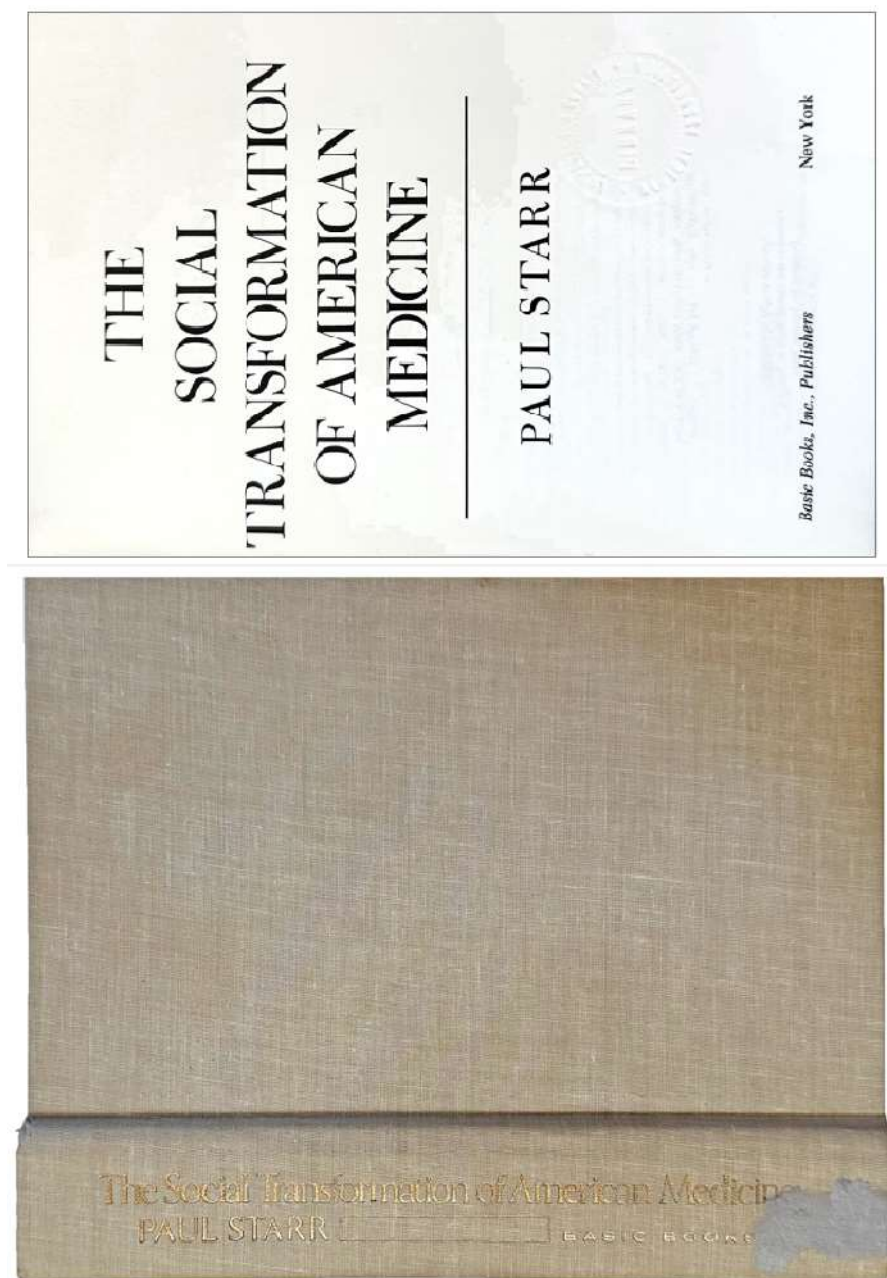 THE
SOCIAL
TRANSFORMATION
OF AMERICAN
MEDICINE
PAUL STARR
Basic Books, Inc., Publishers New York
The Social Transformation of American Medicine
PAUL STARR BASIC BOOKS